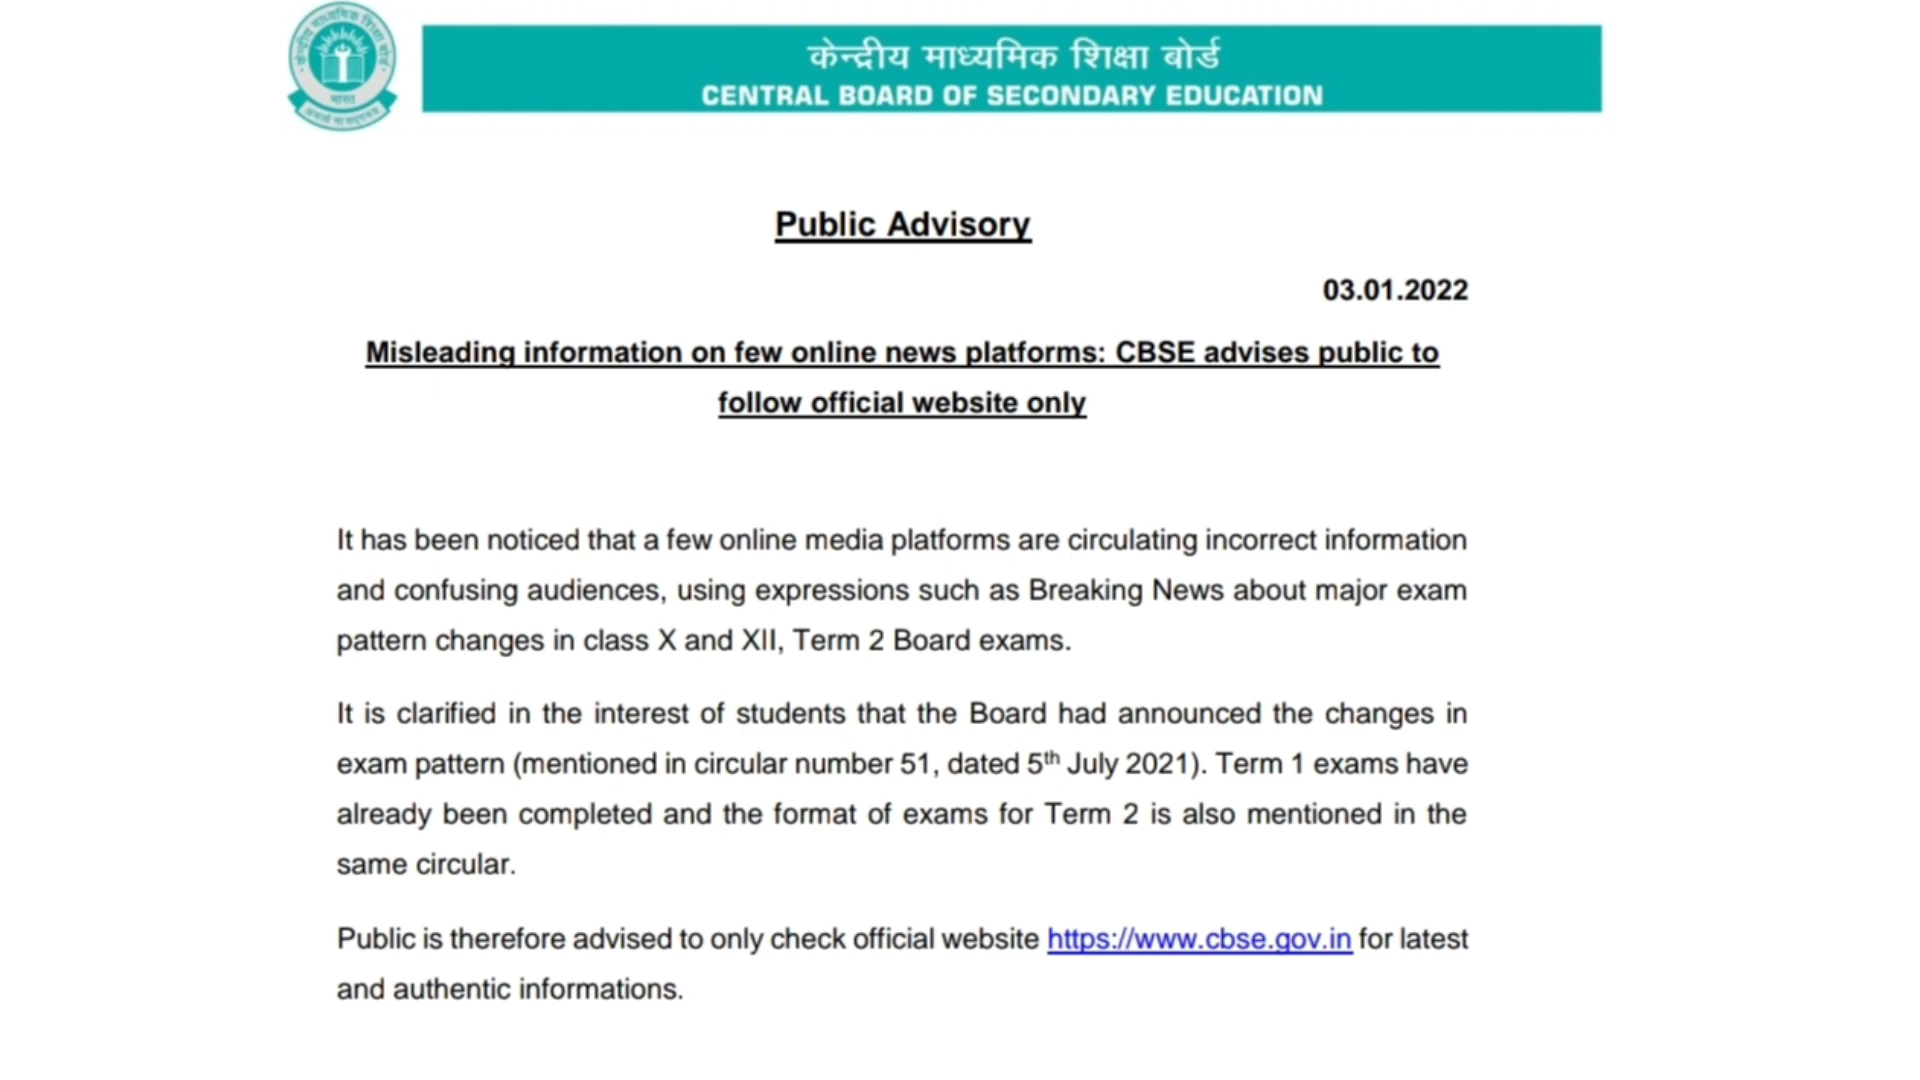 केन्द्रीय माध्यमिक शिक्षा बोर्ड
CENTRAL BOARD OF SECONDARY EDUCATION
भारत
Public Advisory
03.01.2022
Misleading information on few online news platforms: CBSE advises public to
follow official website only
It has been noticed that a few online media platforms are circulating incorrect information
and confusing audiences, using expressions such as Breaking News about major exam
pattern changes in class X and XII, Term 2 Board exams.
It is clarified in the interest of students that the Board had announced the changes in
exam pattern (mentioned in circular number 51, dated 5th July 2021). Term 1 exams have
already been completed and the format of exams for Term 2 is also mentioned in the
same circular.
Public is therefore advised to only check official website https://www.cbse.gov.in for latest
and authentic informations.